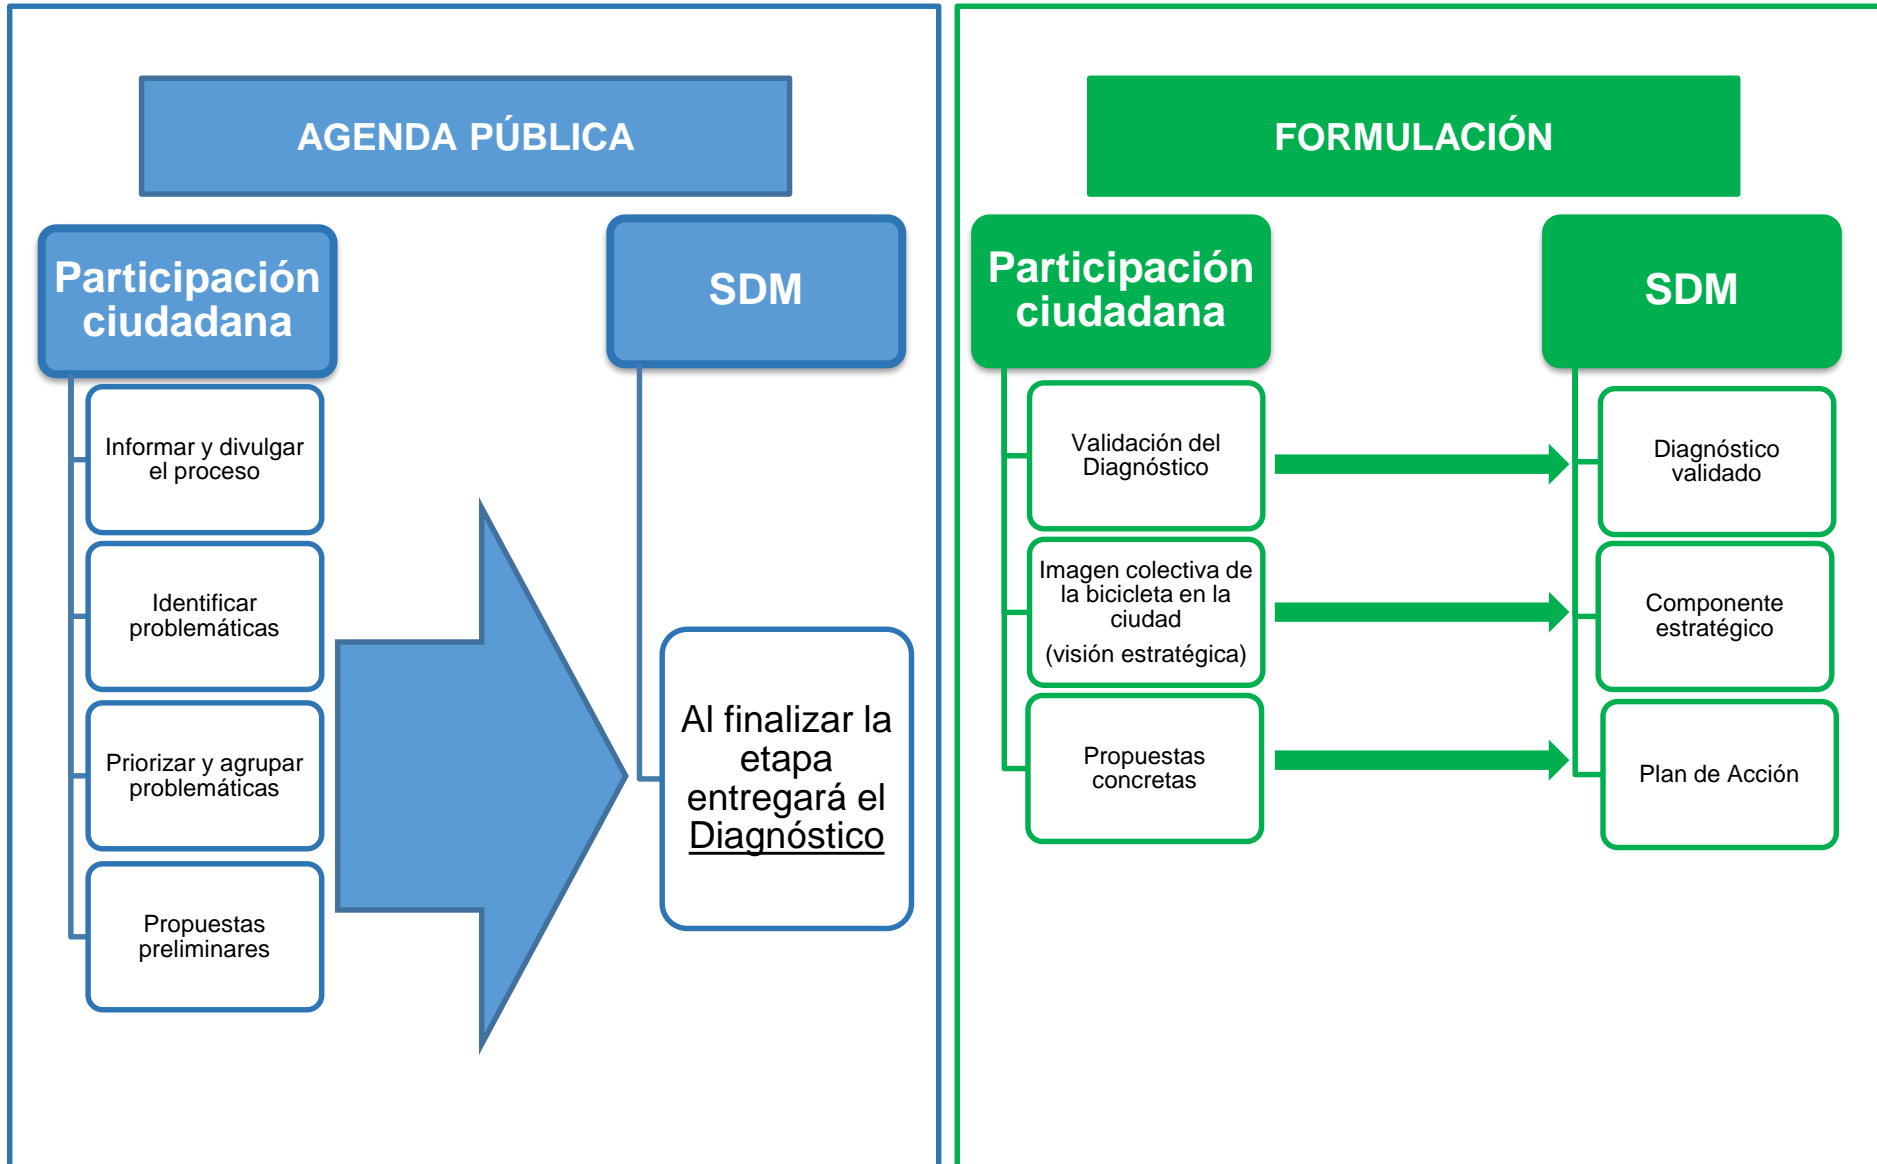 AGENDA PÚBLICA
Participación
ciudadana
Informar y divulgar
el proceso
Identificar
problemáticas
Priorizar y agrupar
problemáticas
Propuestas
preliminares
SDM
Al finalizar la
etapa
entregará el
Diagnóstico
FORMULACIÓN
Participación
ciudadana
Validación del
Diagnóstico
Imagen colectiva de
la bicicleta en la
ciudad
(visión estratégica)
Propuestas
concretas
SDM
Diagnóstico
validado
Componente
estratégico
Plan de Acción